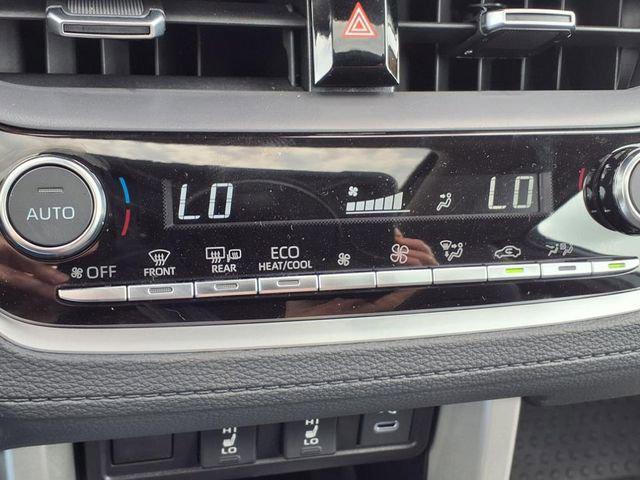 LO LO
AUTO
OFF FRONT REAR ECO
HEAT/COOL
HI HI
LO LO